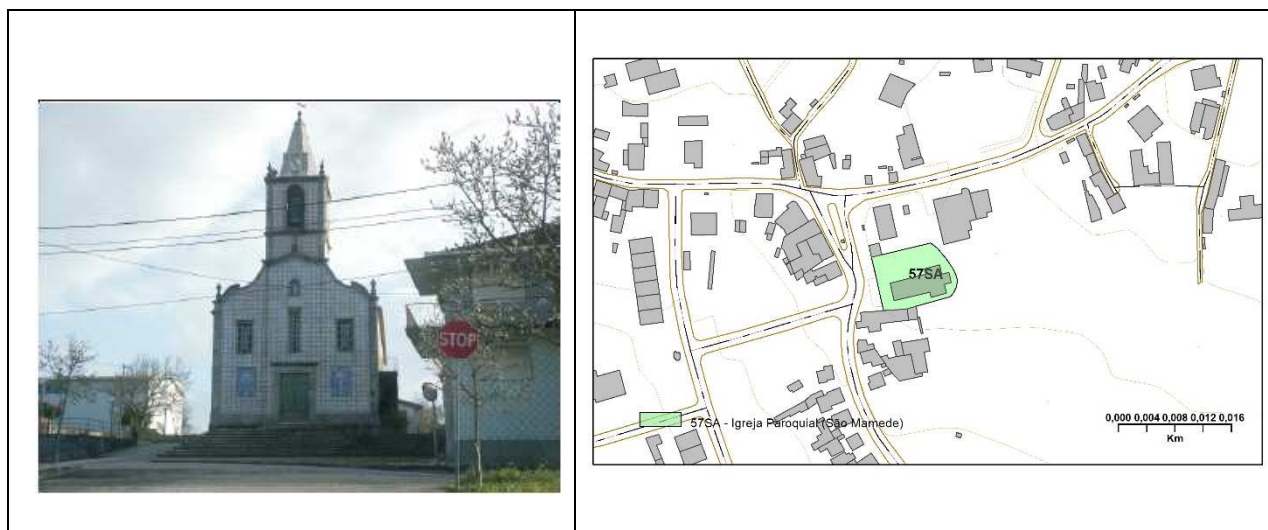 STOP
57SA
57SA - Igreja Paroquial (São Mamede)
0,000 0,004 0,008 0,012 0,016
Km